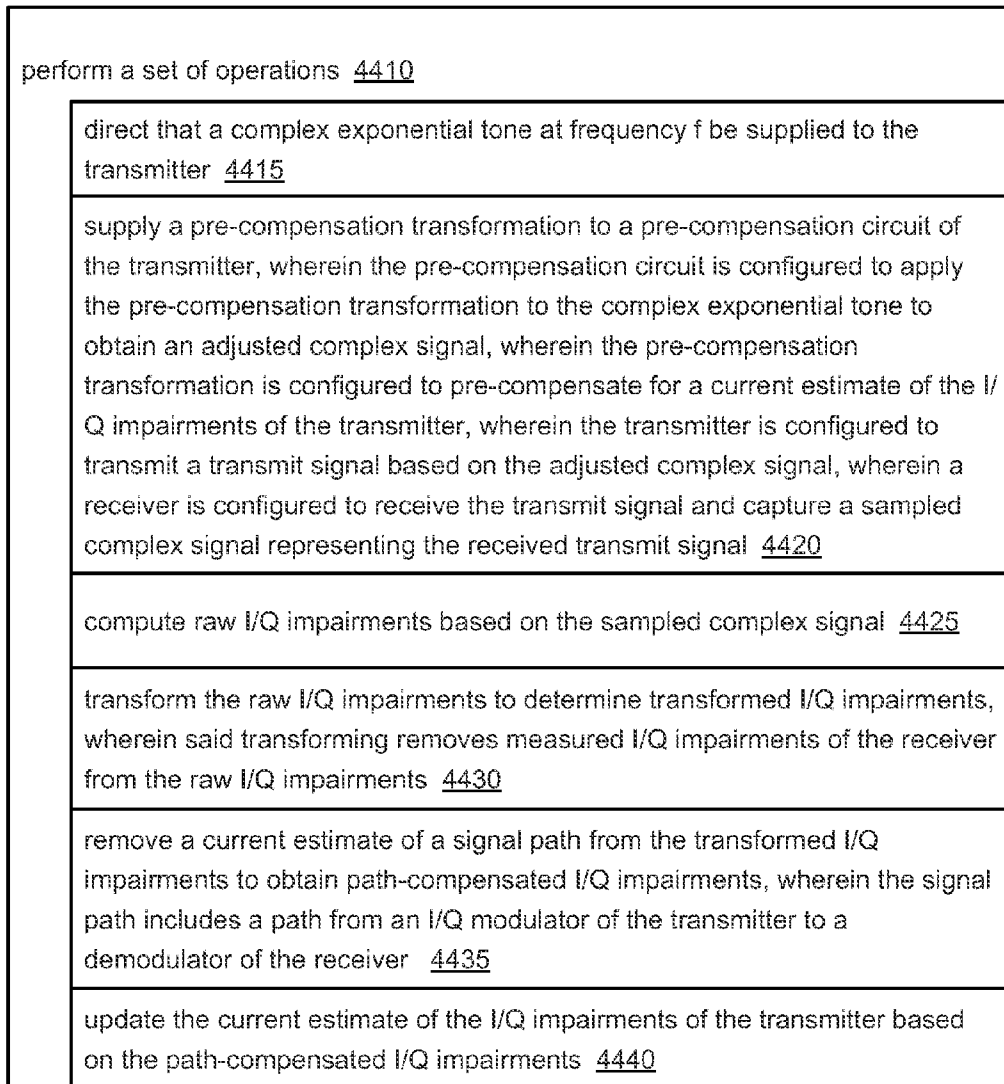 perform a set of operations 4410
direct that a complex exponential tone at frequency f be supplied to the
transmitter 4415
supply a pre-compensation transformation to a pre-compensation circuit of
the transmitter, wherein the pre-compensation circuit is configured to apply
the pre-compensation transformation to the complex exponential tone to
obtain an adjusted complex signal, wherein the pre-compensation
transformation is configured to pre-compensate for a current estimate of the I/
Q impairments of the transmitter, wherein the transmitter is configured to
transmit a transmit signal based on the adjusted complex signal, wherein a
receiver is configured to receive the transmit signal and capture a sampled
complex signal representing the received transmit signal 4420
compute raw I/Q impairments based on the sampled complex signal 4425
transform the raw I/Q impairments to determine transformed I/Q impairments,
wherein said transforming removes measured I/Q impairments of the receiver
from the raw I/Q impairments 4430
remove a current estimate of a signal path from the transformed I/Q
impairments to obtain path-compensated I/Q impairments, wherein the signal
path includes a path from an I/Q modulator of the transmitter to a
demodulator of the receiver 4435
update the current estimate of the I/Q impairments of the transmitter based
on the path-compensated I/Q impairments 4440